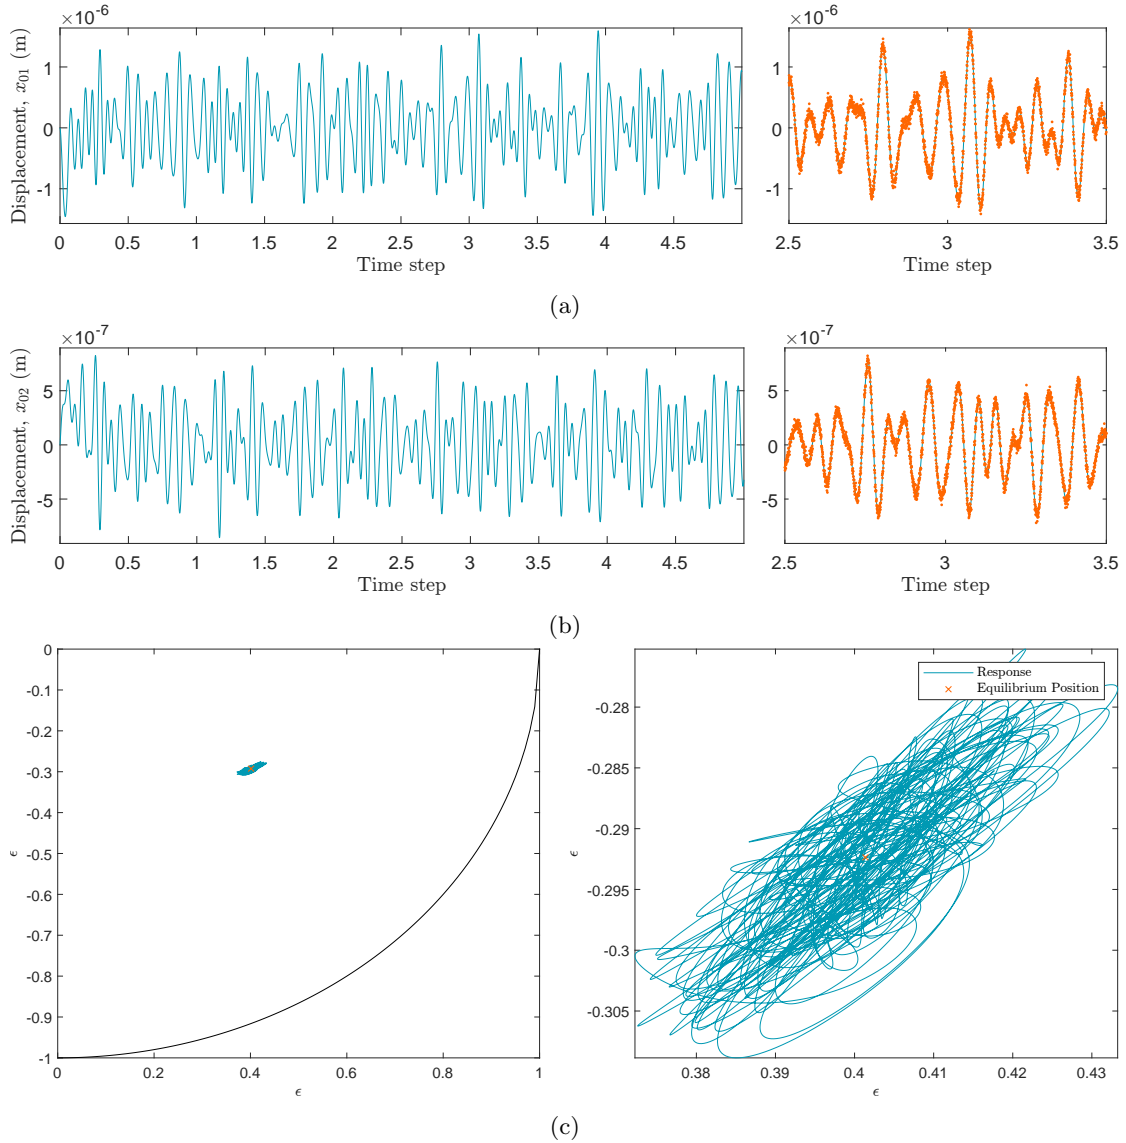 ×10-6
Displacement, x01 (m)
1
0
-1
0 0.5 1 1.5 2 2.5 3 3.5 4 4.5
Time step
×10-6
1
0
-1
2.5 3 3.5
Time step
(a)
×10-7
Displacement, x02 (m)
5
0
-5
0 0.5 1 1.5 2 2.5 3 3.5 4 4.5
Time step
×10-7
5
0
-5
2.5 3 3.5
Time step
(b)
0
-0.1
-0.2
-0.3
-0.4
-0.5
-0.6
-0.7
-0.8
-0.9
-1
ϵ
0 0.2 0.4 0.6 0.8 1
ϵ
Response
Equilibrium Position
-0.28
-0.285
-0.29
-0.295
-0.3
-0.305
ϵ
0.38 0.39 0.4 0.41 0.42 0.43
ϵ
(c)